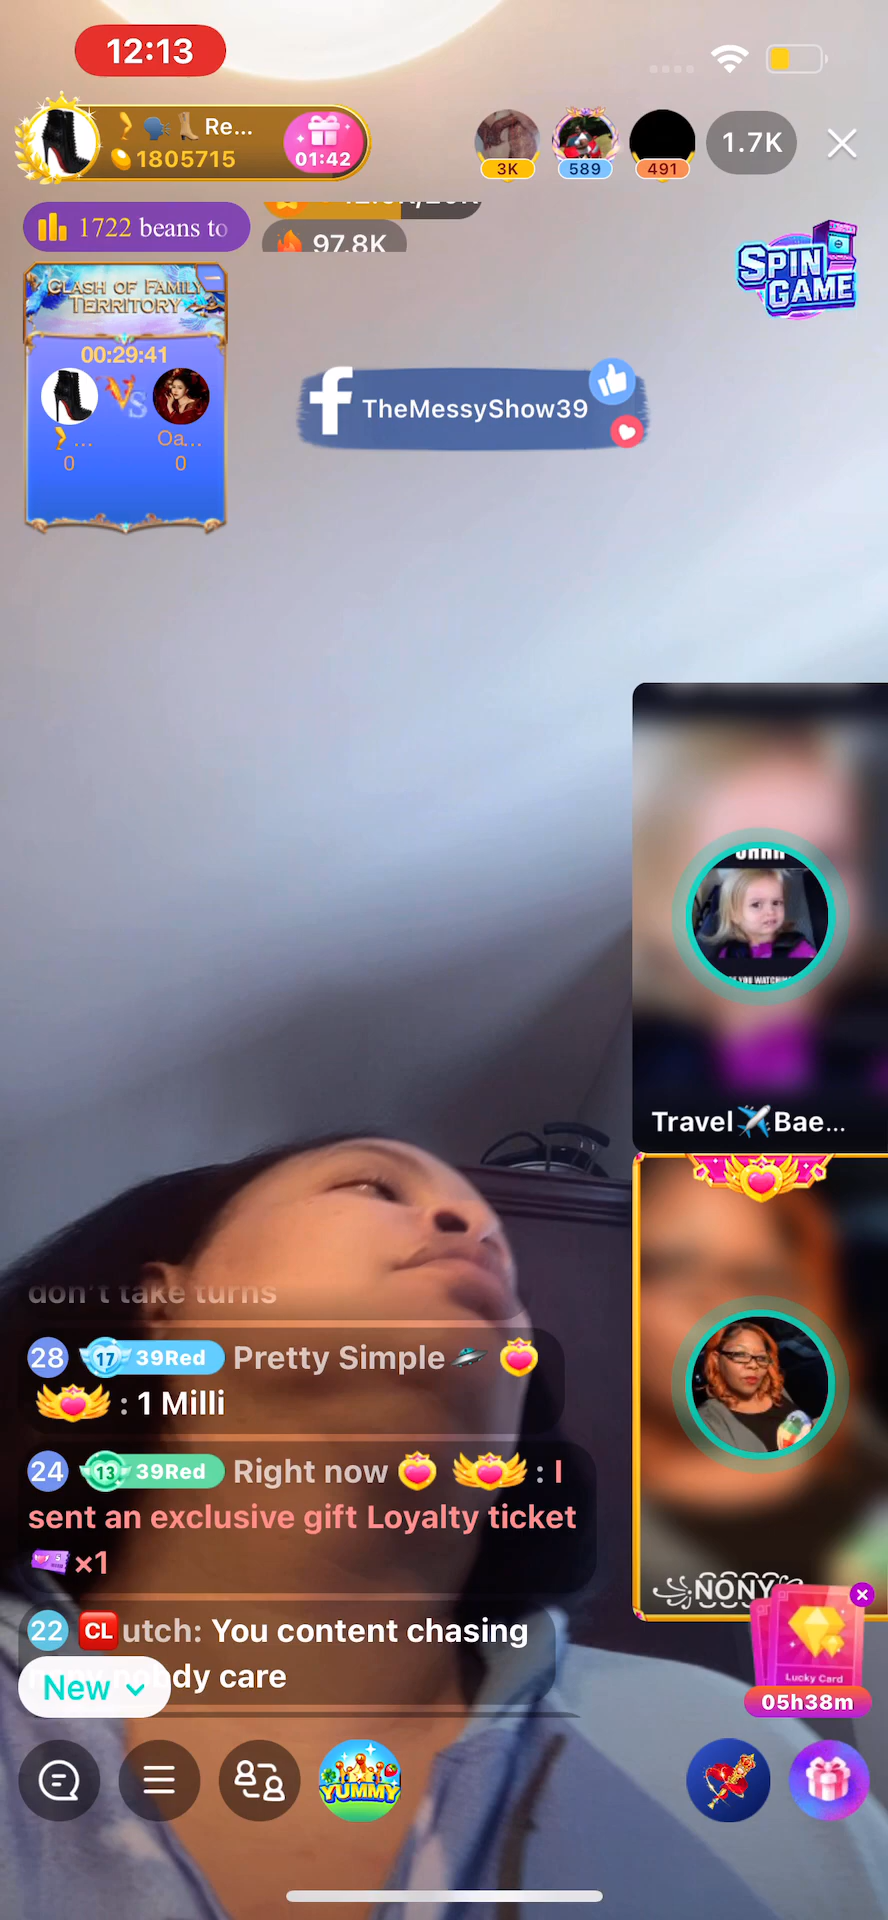 12:13
Re...
1805715
01:42
3K
589
491
1.7K
1722 beans to
97.8K
SPIN
GAME
CLASH OF FAMILY
TERRITORY
00:29:41
VS
...
Oa...
0
0
f TheMessyShow39
Travel✈️Bae...
don't take turns
28 17 39Red Pretty Simple🛸
: 1 Milli
24 13 39Red Right now : I
sent an exclusive gift Loyalty ticket
×1
22 CL utch: You content chasing
dy care
New
NONY
Lucky Card
05h38m
YUMMY